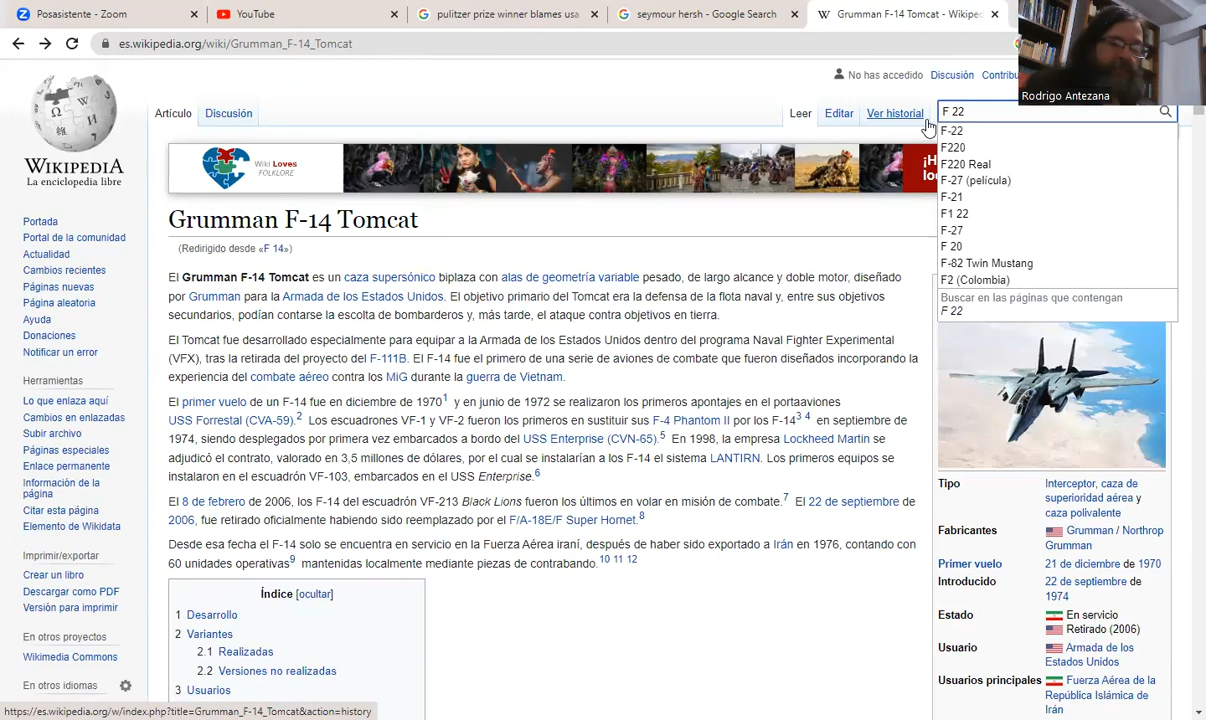 Posasistente - Zoom
YouTube
pulitzer prize winner blames usa
seymour hersh - Google Search
Grumman F-14 Tomcat - Wikiped
es.wikipedia.org/wiki/Grumman_F-14_Tomcat
Rodrigo Antezana
No has accedido Discusión Contribu
Artículo Discusión Leer Editar Ver historial
F 22
F-22
F220
F220 Real
F-27 (película)
F-21
F1 22
F-27
F 20
F-82 Twin Mustang
F2 (Colombia)
Buscar en las páginas que contengan
F 22
WIKIPEDIA
La enciclopedia libre
Portada
Portal de la comunidad
Actualidad
Cambios recientes
Páginas nuevas
Página aleatoria
Ayuda
Donaciones
Notificar un error
Herramientas
Lo que enlaza aquí
Cambios en enlazadas
Subir archivo
Páginas especiales
Enlace permanente
Información de la
página
Citar esta página
Elemento de Wikidata
Imprimir/exportar
Crear un libro
Descargar como PDF
Versión para imprimir
En otros proyectos
Wikimedia Commons
En otros idiomas
Wiki Loves
FOLKLORE
¡H
lo
Grumman F-14 Tomcat
(Redirigido desde «F 14»)
El Grumman F-14 Tomcat es un caza supersónico biplaza con alas de geometría variable pesado, de largo alcance y doble motor, diseñado
por Grumman para la Armada de los Estados Unidos. El objetivo primario del Tomcat era la defensa de la flota naval y, entre sus objetivos
secundarios, podían contarse la escolta de bombarderos y, más tarde, el ataque contra objetivos en tierra.
El Tomcat fue desarrollado especialmente para equipar a la Armada de los Estados Unidos dentro del programa Naval Fighter Experimental
(VFX), tras la retirada del proyecto del F-111B. El F-14 fue el primero de una serie de aviones de combate que fueron diseñados incorporando la
experiencia del combate aéreo contra los MiG durante la guerra de Vietnam.
El primer vuelo de un F-14 fue en diciembre de 1970¹ y en junio de 1972 se realizaron los primeros apontajes en el portaaviones
USS Forrestal (CVA-59).² Los escuadrones VF-1 y VF-2 fueron los primeros en sustituir sus F-4 Phantom II por los F-14³ ⁴ en septiembre de
1974, siendo desplegados por primera vez embarcados a bordo del USS Enterprise (CVN-65).⁵ En 1998, la empresa Lockheed Martin se
adjudicó el contrato, valorado en 3,5 millones de dólares, por el cual se instalarían a los F-14 el sistema LANTIRN. Los primeros equipos se
instalaron en el escuadrón VF-103, embarcados en el USS Enterprise.⁶
El 8 de febrero de 2006, los F-14 del escuadrón VF-213 Black Lions fueron los últimos en volar en misión de combate.⁷ El 22 de septiembre de
2006, fue retirado oficialmente habiendo sido reemplazado por el F/A-18E/F Super Hornet.⁸
Desde esa fecha el F-14 solo se encuentra en servicio en la Fuerza Aérea iraní, después de haber sido exportado a Irán en 1976, contando con
60 unidades operativas⁹ mantenidas localmente mediante piezas de contrabando.¹⁰ ¹¹ ¹²
Índice [ocultar]
1 Desarrollo
2 Variantes
2.1 Realizadas
2.2 Versiones no realizadas
3 Usuarios
Tipo Interceptor, caza de
superioridad aérea y
caza polivalente
Fabricantes Grumman / Northrop
Grumman
Primer vuelo 21 de diciembre de 1970
Introducido 22 de septiembre de
1974
Estado En servicio
Retirado (2006)
Usuario Armada de los
Estados Unidos
Usuarios principales Fuerza Aérea de la
República Islámica de
Irán
https://es.wikipedia.org/w/index.php?title=Grumman_F-14_Tomcat&action=history